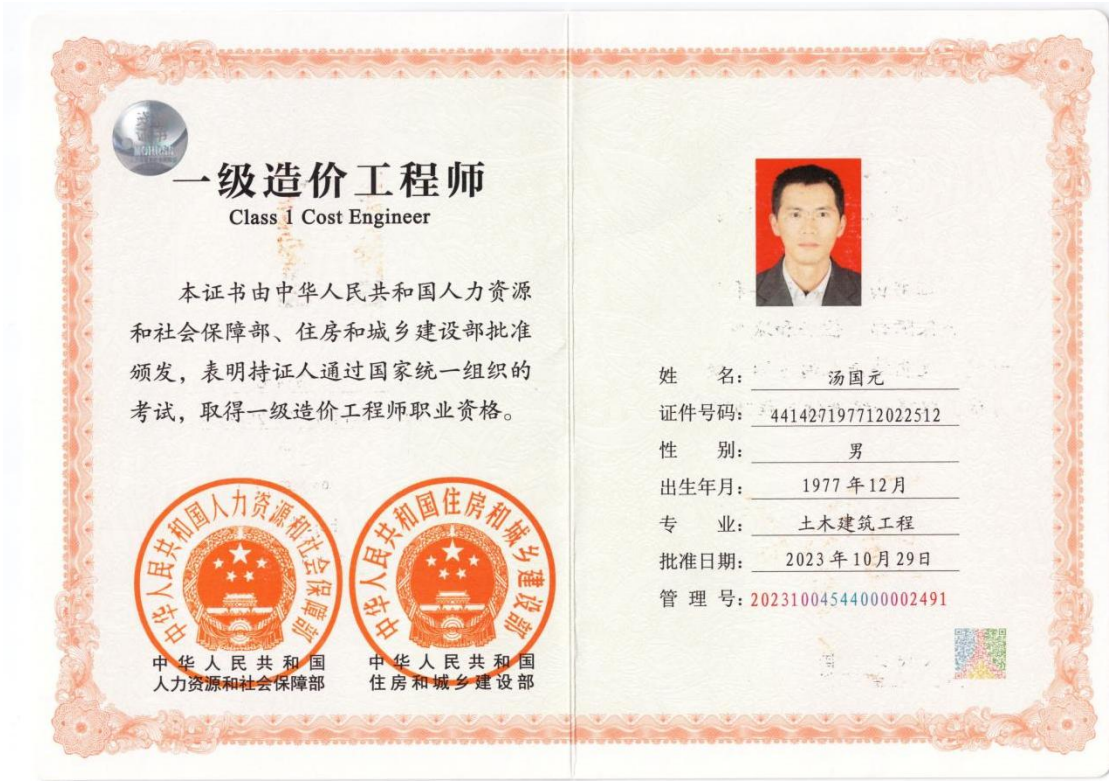 一级造价工程师
Class 1 Cost Engineer
本证书由中华人民共和国人力资源
和社会保障部、住房和城乡建设部批准
颁发，表明持证人通过国家统一组织的
考试，取得一级造价工程师职业资格。
中华人民共和国人力资源和社会保障部
中华人民共和国住房和城乡建设部
中华人民共和国
人力资源和社会保障部
中华人民共和国
住房和城乡建设部
姓 名：汤国元
证件号码：441427197712022512
性 别：男
出生年月：1977年12月
专 业：土木建筑工程
批准日期：2023年10月29日
管 理 号：20231004544000002491